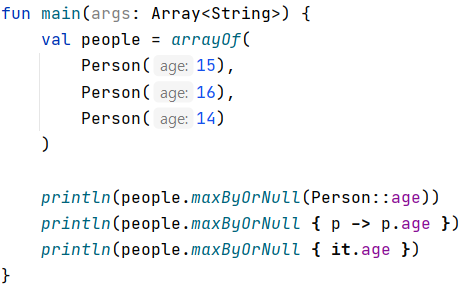 fun main(args: Array<String>) {
    val people = arrayOf(
        Person( age: 15),
        Person( age: 16),
        Person( age: 14)
    )

    println(people.maxByOrNull(Person::age))
    println(people.maxByOrNull { p -> p.age })
    println(people.maxByOrNull { it.age })
}